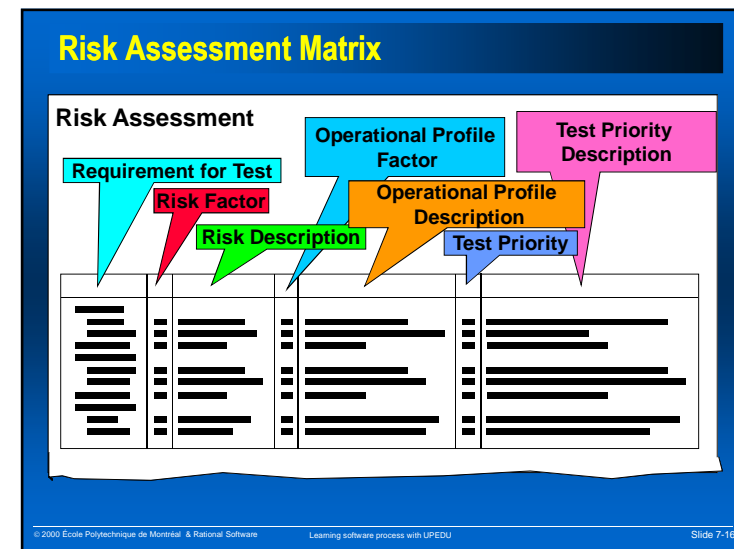 Risk Assessment Matrix
Risk Assessment
Requirement for Test
Risk Factor
Risk Description
Operational Profile
Factor
Operational Profile
Description
Test Priority
Test Priority
Description
© 2000 École Polytechnique de Montréal & Rational Software
Learning software process with UPEDU
Slide 7-16